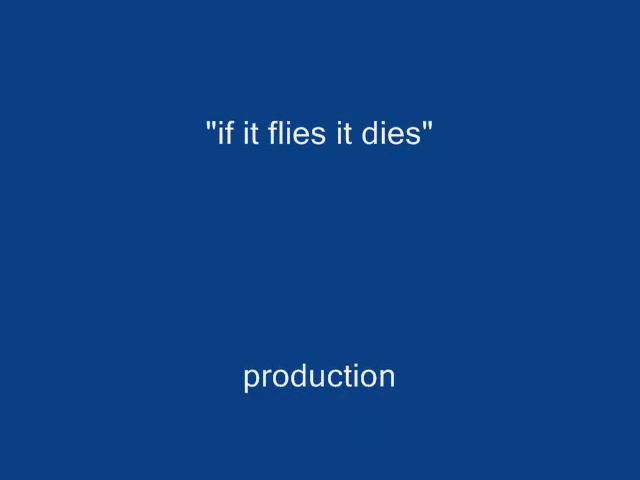 "if it flies it dies"
production